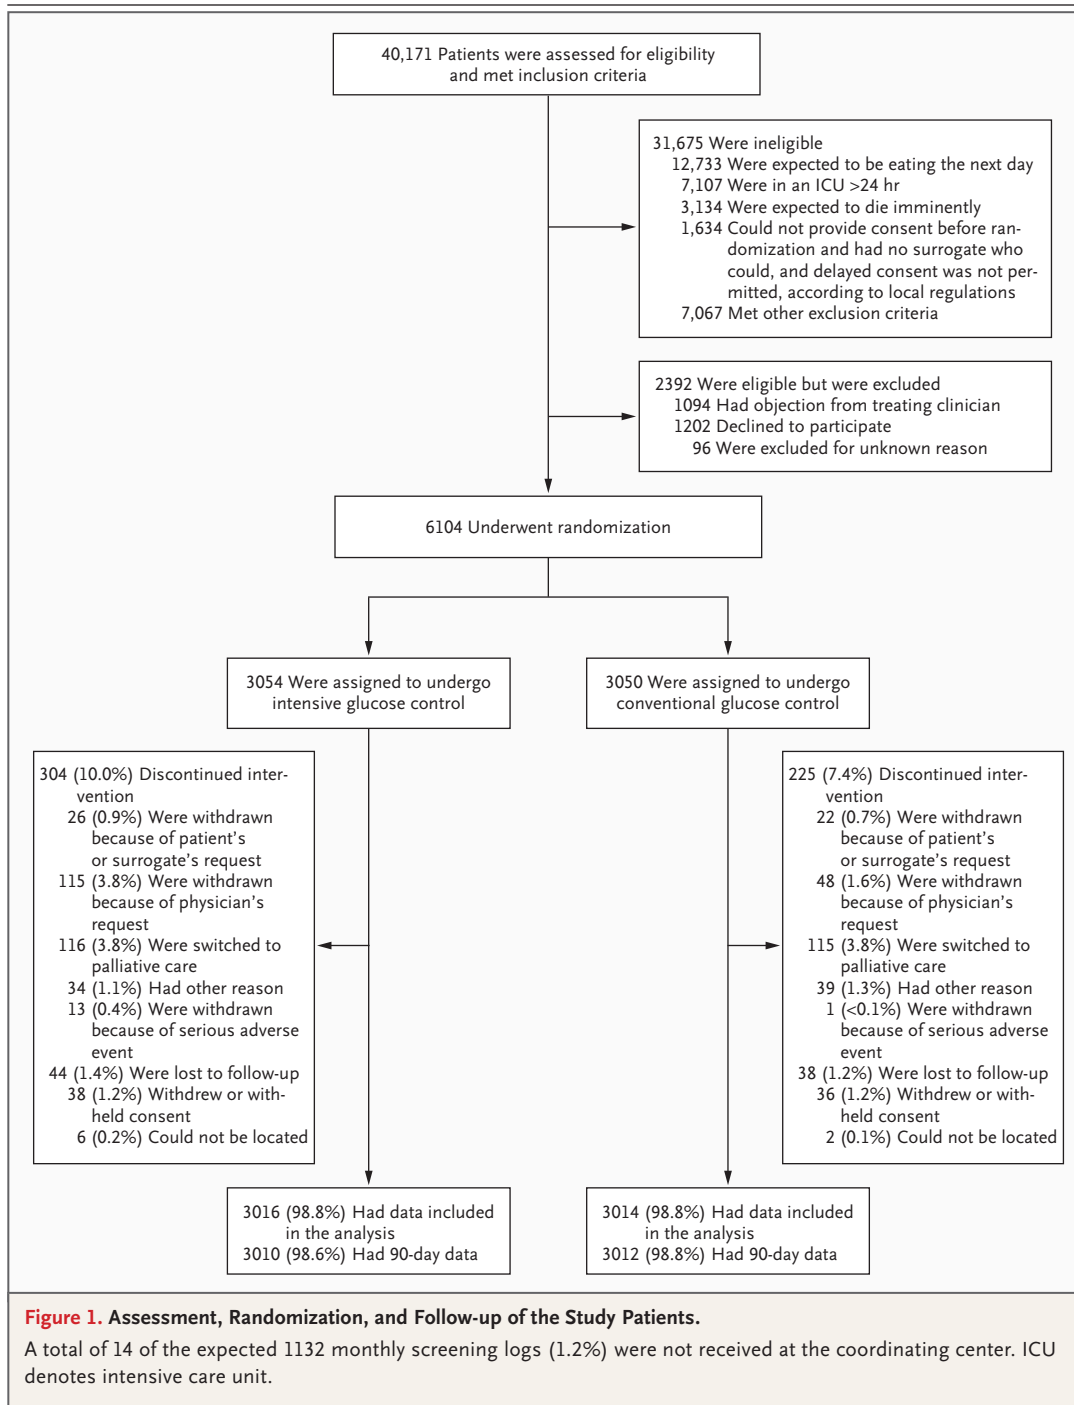 40,171 Patients were assessed for eligibility
and met inclusion criteria
31,675 Were ineligible
12,733 Were expected to be eating the next day
7,107 Were in an ICU >24 hr
3,134 Were expected to die imminently
1,634 Could not provide consent before ran-
domization and had no surrogate who
could, and delayed consent was not per-
mitted, according to local regulations
7,067 Met other exclusion criteria
2392 Were eligible but were excluded
1094 Had objection from treating clinician
1202 Declined to participate
96 Were excluded for unknown reason
6104 Underwent randomization
3054 Were assigned to undergo
intensive glucose control
3050 Were assigned to undergo
conventional glucose control
304 (10.0%) Discontinued inter-
vention
26 (0.9%) Were withdrawn
because of patient's
or surrogate's request
115 (3.8%) Were withdrawn
because of physician's
request
116 (3.8%) Were switched to
palliative care
34 (1.1%) Had other reason
13 (0.4%) Were withdrawn
because of serious adverse
event
44 (1.4%) Were lost to follow-up
38 (1.2%) Withdrew or with-
held consent
6 (0.2%) Could not be located
225 (7.4%) Discontinued inter-
vention
22 (0.7%) Were withdrawn
because of patient's
or surrogate's request
48 (1.6%) Were withdrawn
because of physician's
request
115 (3.8%) Were switched to
palliative care
39 (1.3%) Had other reason
1 (<0.1%) Were withdrawn
because of serious adverse
event
38 (1.2%) Were lost to follow-up
36 (1.2%) Withdrew or with-
held consent
2 (0.1%) Could not be located
3016 (98.8%) Had data included
in the analysis
3010 (98.6%) Had 90-day data
3014 (98.8%) Had data included
in the analysis
3012 (98.8%) Had 90-day data
Figure 1. Assessment, Randomization, and Follow-up of the Study Patients.
A total of 14 of the expected 1132 monthly screening logs (1.2%) were not received at the coordinating center. ICU
denotes intensive care unit.